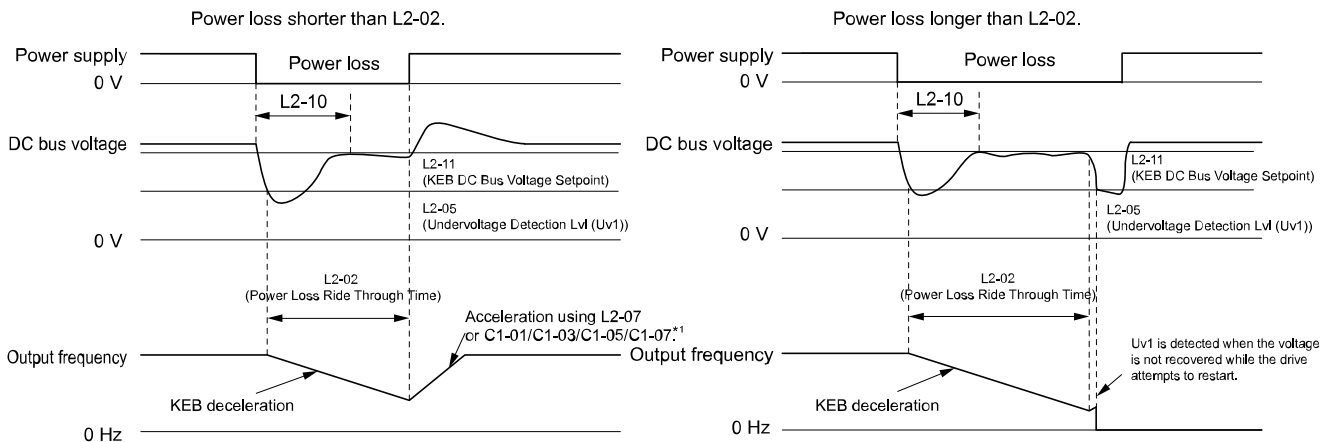 Power loss shorter than L2-02.
Power supply
Power loss
0 V
L2-10
DC bus voltage
L2-11
(KEB DC Bus Voltage Setpoint)
L2-05
(Undervoltage Detection Lvl (Uv1))
0 V
L2-02
(Power Loss Ride Through Time)
Acceleration using L2-07
or C1-01/C1-03/C1-05/C1-07.*1
Output frequency
KEB deceleration
0 Hz
Power loss longer than L2-02.
Power supply
Power loss
0 V
L2-10
DC bus voltage
L2-11
(KEB DC Bus Voltage Setpoint)
L2-05
(Undervoltage Detection Lvl (Uv1))
0 V
L2-02
(Power Loss Ride Through Time)
Output frequency
Uv1 is detected when the voltage
is not recovered while the drive
attempts to restart.
KEB deceleration
0 Hz